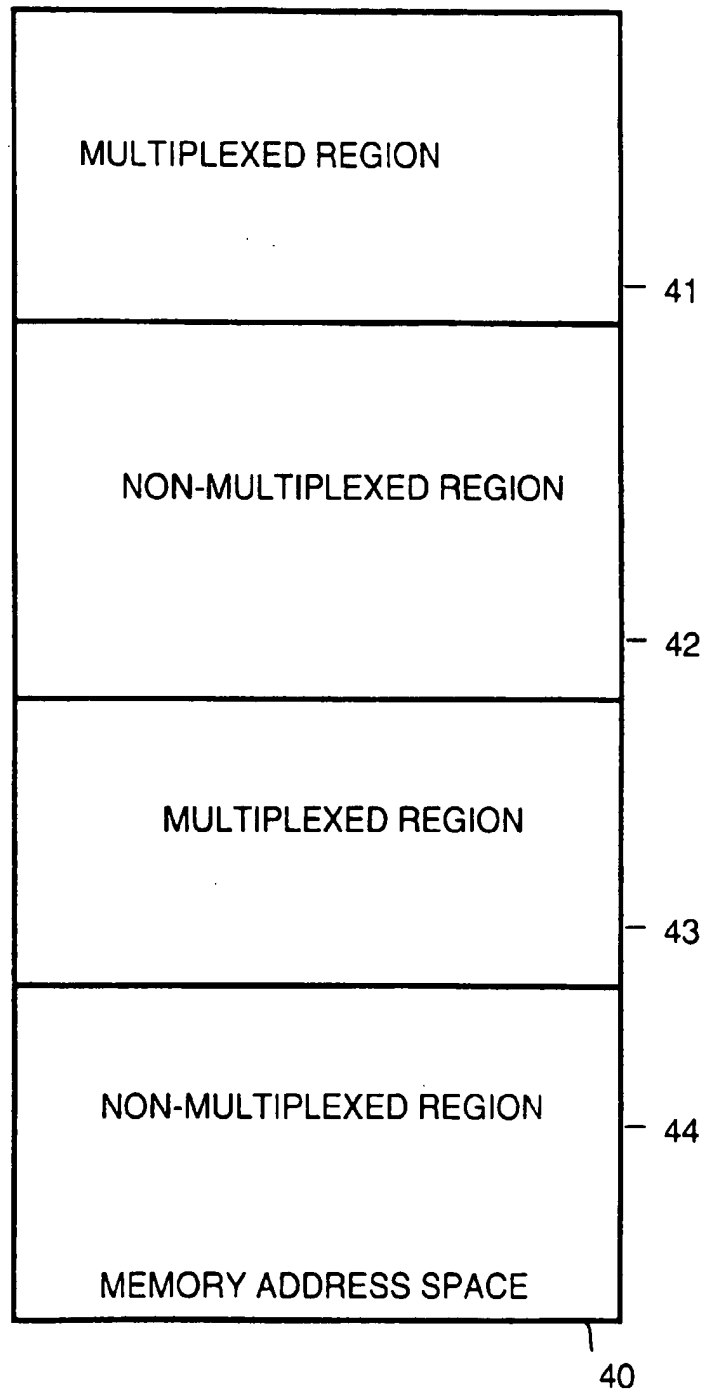 MULTIPLEXED REGION
41
NON-MULTIPLEXED REGION
42
MULTIPLEXED REGION
43
NON-MULTIPLEXED REGION
44
MEMORY ADDRESS SPACE
40